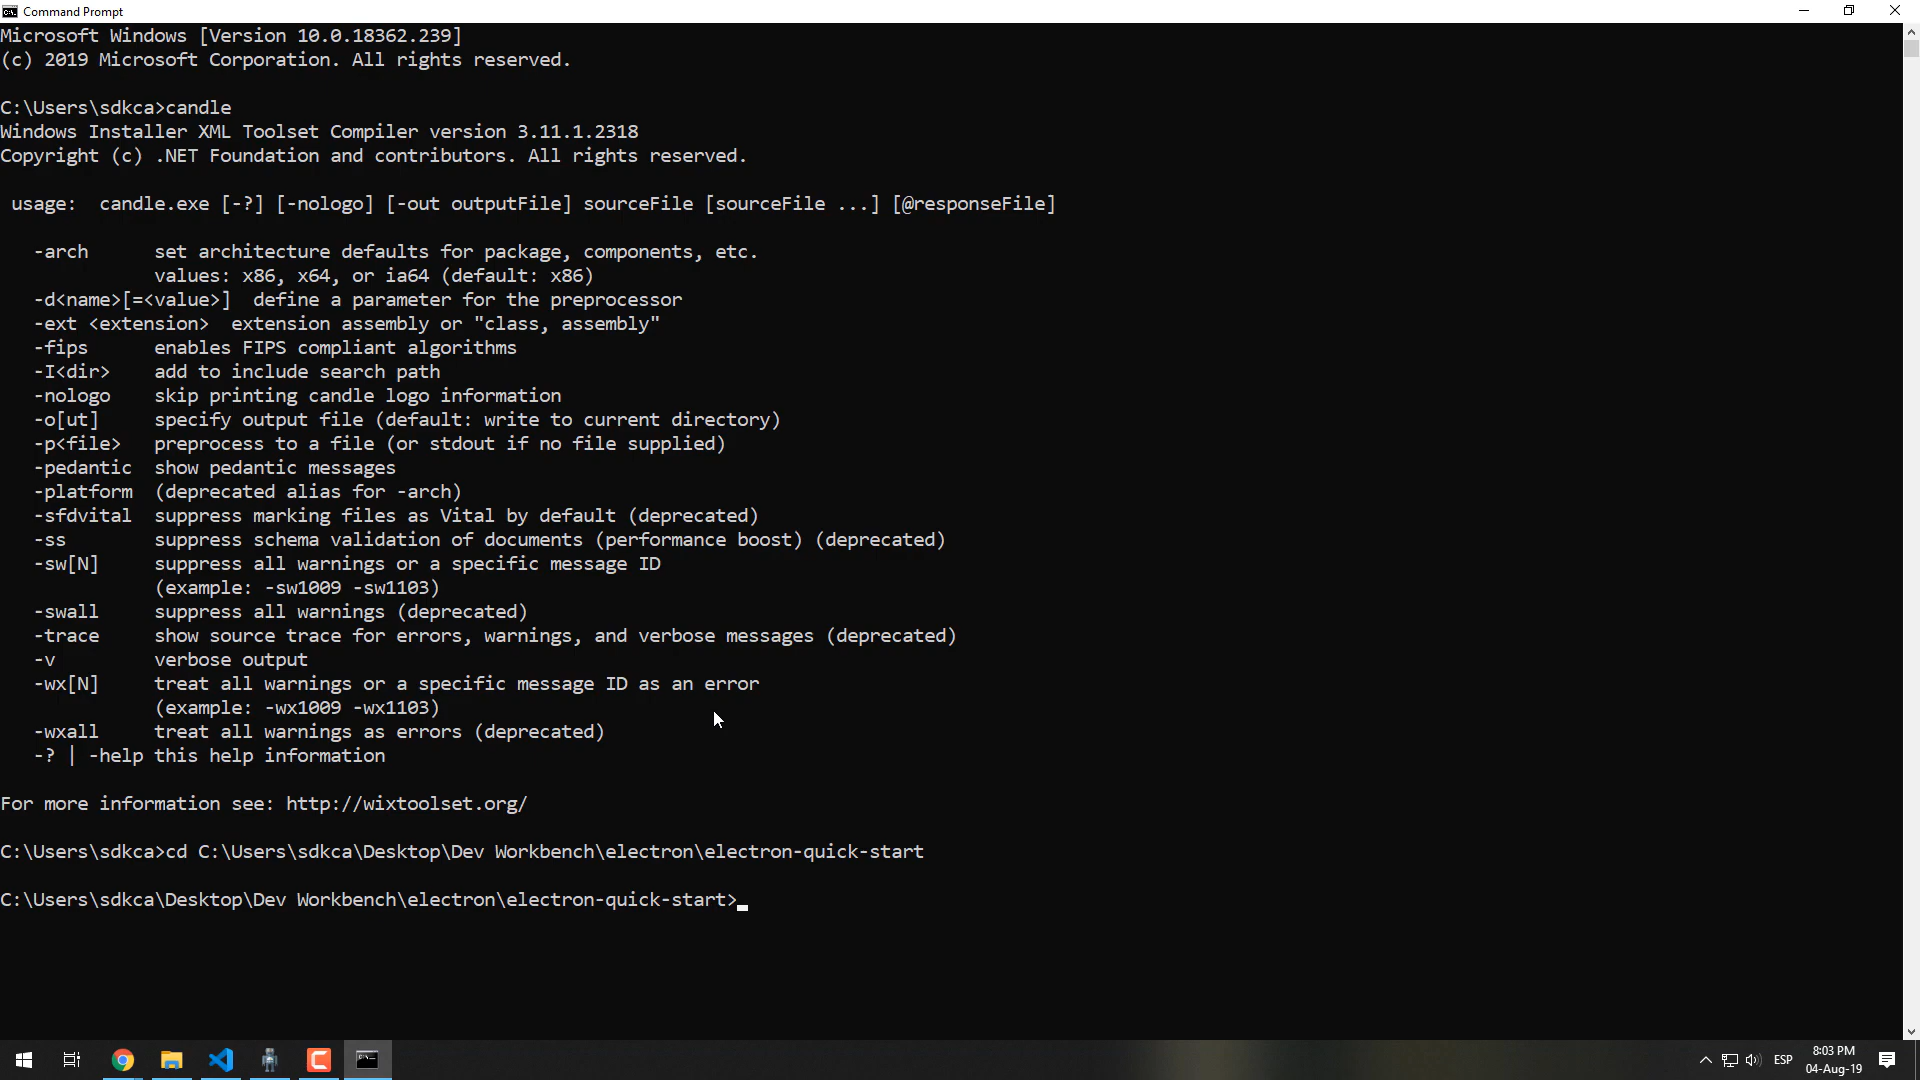 Command Prompt
Microsoft Windows [Version 10.0.18362.239]
(c) 2019 Microsoft Corporation. All rights reserved.
C:\Users\sdkca>candle
Windows Installer XML Toolset Compiler version 3.11.1.2318
Copyright (c) .NET Foundation and contributors. All rights reserved.
usage:  candle.exe [-?] [-nologo] [-out outputFile] sourceFile [sourceFile ...] [@responseFile]
-arch      set architecture defaults for package, components, etc.
values: x86, x64, or ia64 (default: x86)
-d<name>[=<value>]  define a parameter for the preprocessor
-ext <extension>  extension assembly or "class, assembly"
-fips      enables FIPS compliant algorithms
-I<dir>    add to include search path
-nologo    skip printing candle logo information
-o[ut]     specify output file (default: write to current directory)
-p<file>   preprocess to a file (or stdout if no file supplied)
-pedantic  show pedantic messages
-platform  (deprecated alias for -arch)
-sfdvital  suppress marking files as Vital by default (deprecated)
-ss        suppress schema validation of documents (performance boost) (deprecated)
-sw[N]     suppress all warnings or a specific message ID
(example: -sw1009 -sw1103)
-swall     suppress all warnings (deprecated)
-trace     show source trace for errors, warnings, and verbose messages (deprecated)
-v         verbose output
-wx[N]     treat all warnings or a specific message ID as an error
(example: -wx1009 -wx1103)
-wxall     treat all warnings as errors (deprecated)
-? | -help this help information
For more information see: http://wixtoolset.org/
C:\Users\sdkca>cd C:\Users\sdkca\Desktop\Dev Workbench\electron\electron-quick-start
C:\Users\sdkca\Desktop\Dev Workbench\electron\electron-quick-start>
ESP
8:03 PM
04-Aug-19